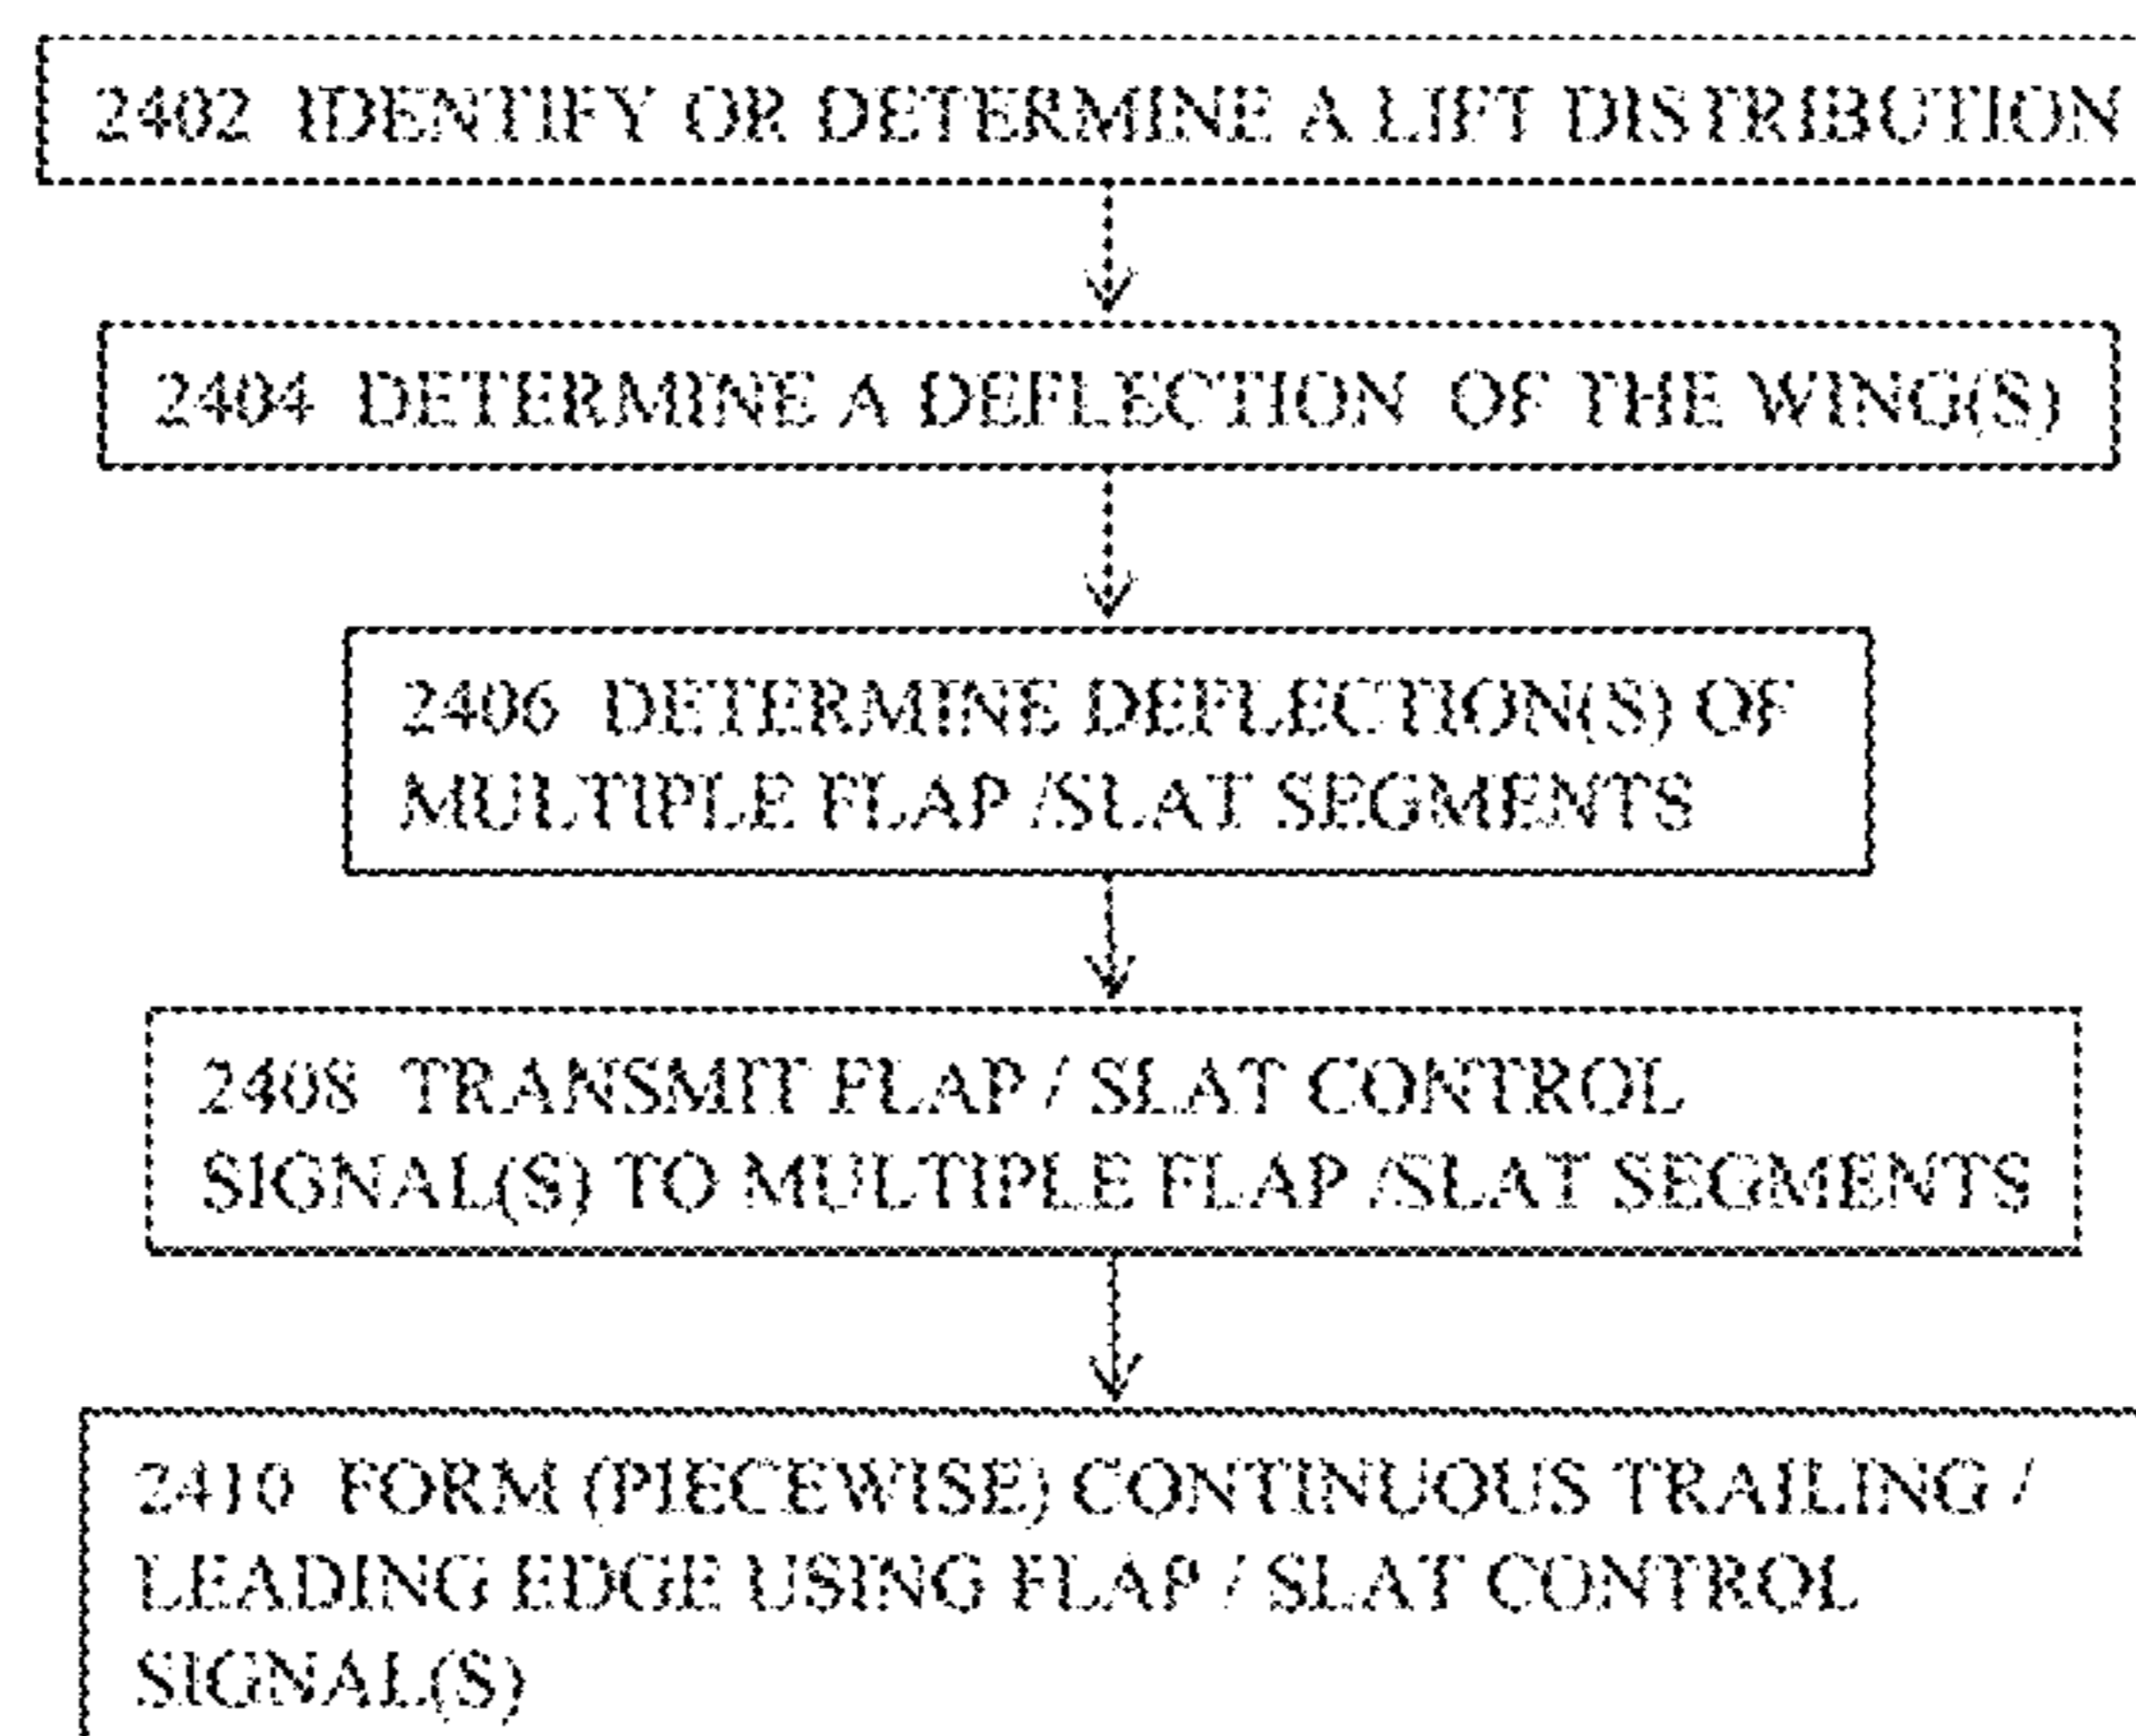 2402 IDENTIFY OR DETERMINE A LIFT DISTRIBUTION
2404 DETERMINE A DEFLECTION OF THE WING(S)
2406 DETERMINE DEFLECTION(S) OF
MULTIPLE FLAP /SLAT SEGMENTS
2408 TRANSMIT FLAP / SLAT CONTROL
SIGNAL(S) TO MULTIPLE FLAP /SLAT SEGMENTS
2410 FORM (PIECEWISE) CONTINUOUS TRAILING /
LEADING EDGE USING FLAP / SLAT CONTROL
SIGNAL(S)